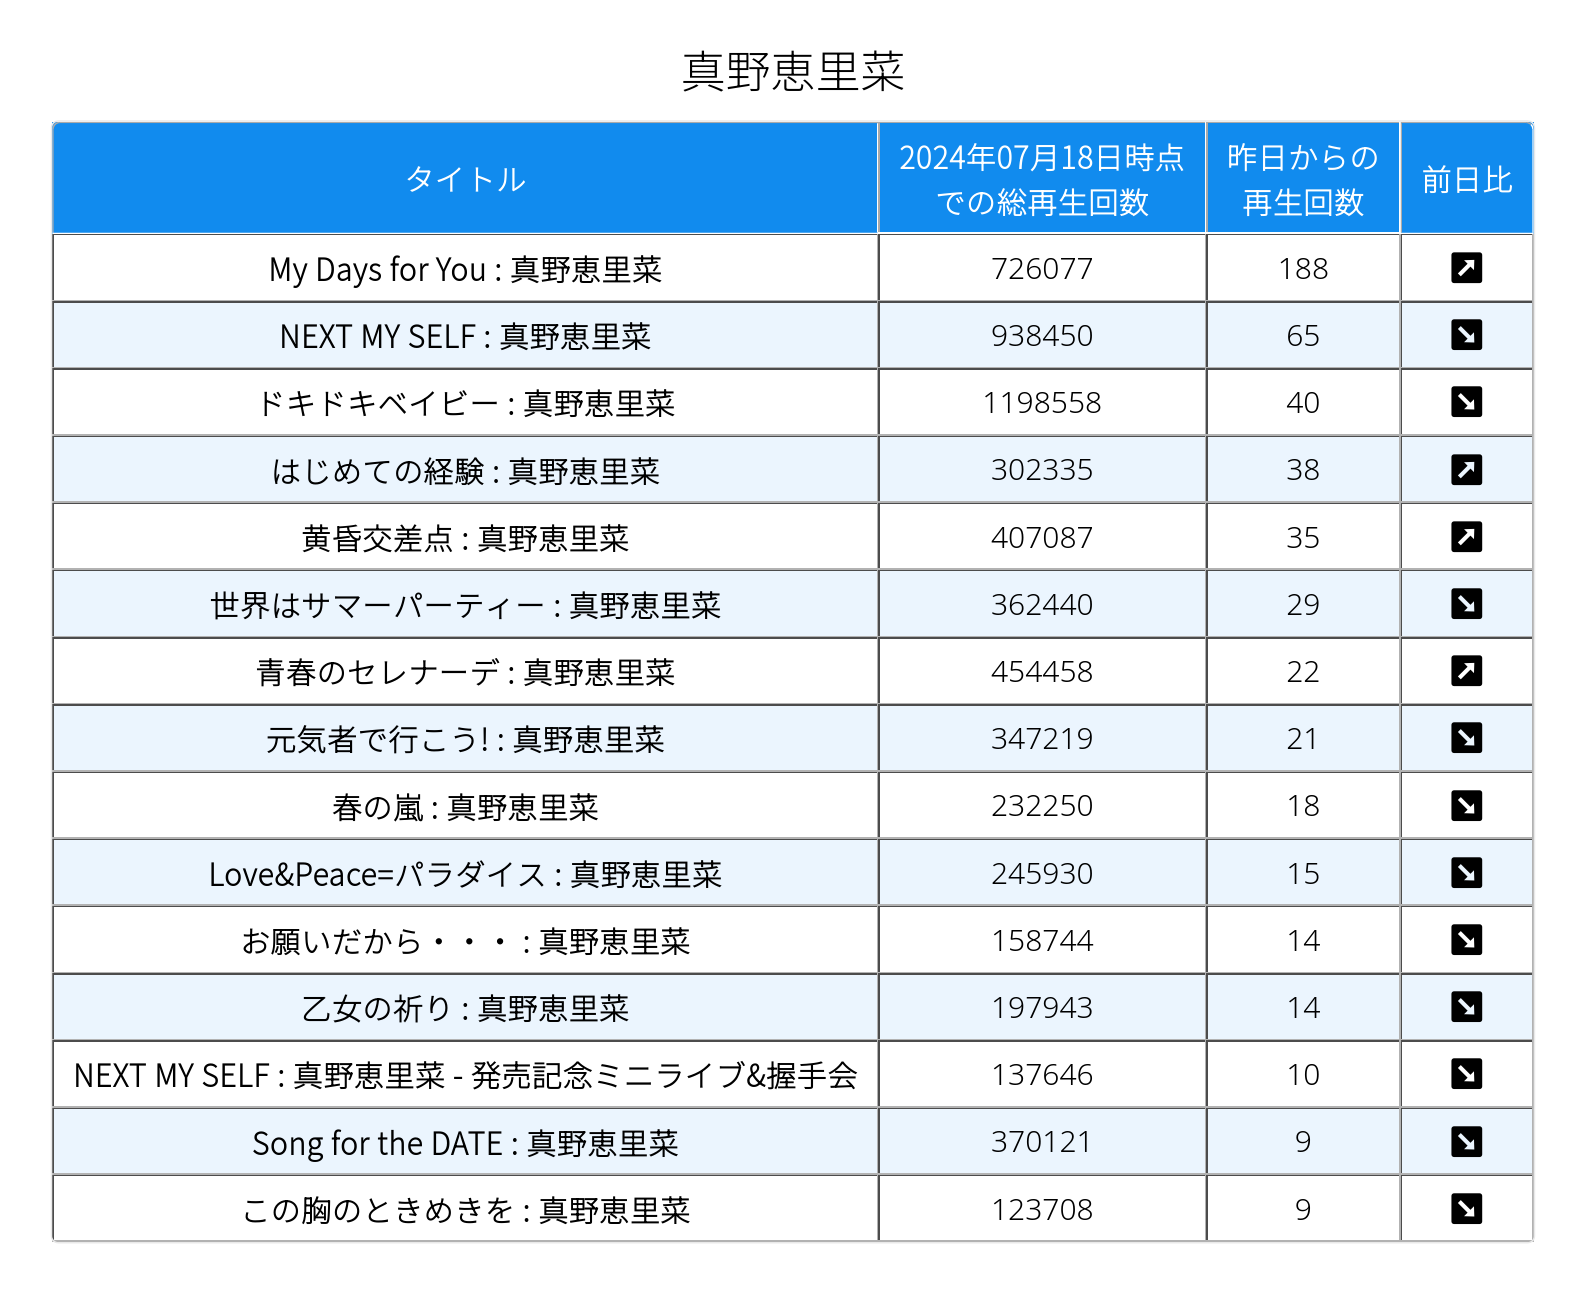 真野恵里菜
タイトル 2024年07月18日時点での総再生回数 昨日からの再生回数 前日比
My Days for You : 真野恵里菜 726077 188 ↗
NEXT MY SELF : 真野恵里菜 938450 65 ↘
ドキドキベイビー : 真野恵里菜 1198558 40 ↘
はじめての経験 : 真野恵里菜 302335 38 ↗
黄昏交差点 : 真野恵里菜 407087 35 ↗
世界はサマーパーティー : 真野恵里菜 362440 29 ↘
青春のセレナーデ : 真野恵里菜 454458 22 ↗
元気者で行こう! : 真野恵里菜 347219 21 ↘
春の嵐 : 真野恵里菜 232250 18 ↘
Love&Peace=パラダイス : 真野恵里菜 245930 15 ↘
お願いだから・・・ : 真野恵里菜 158744 14 ↘
乙女の祈り : 真野恵里菜 197943 14 ↘
NEXT MY SELF : 真野恵里菜 - 発売記念ミニライブ&握手会 137646 10 ↘
Song for the DATE : 真野恵里菜 370121 9 ↘
この胸のときめきを : 真野恵里菜 123708 9 ↘